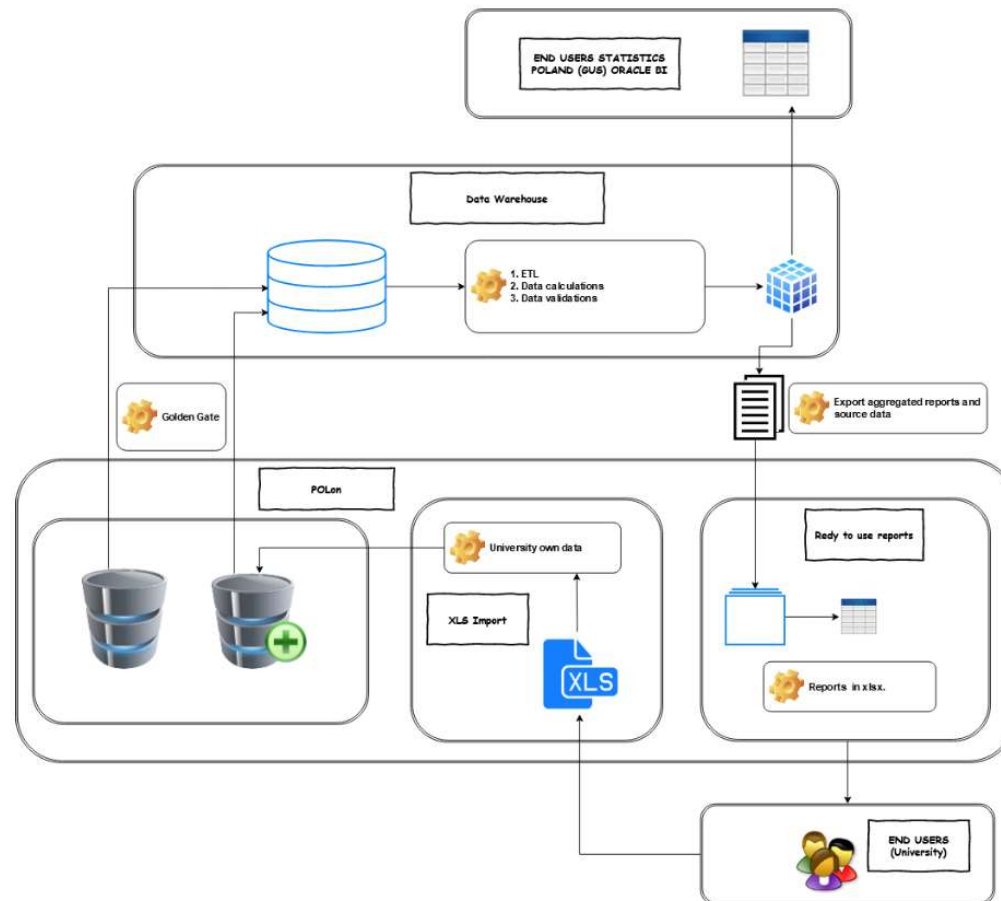 END USERS STATISTICS
POLAND (GUS) ORACLE BI
Data Warehouse
1. ETL
2. Data calculations
3. Data validations
Golden Gate
Export aggregated reports and
source data
POLon
Redy to use reports
University own data
XLS Import
XLS
Reports in xlsx.
END USERS
(University)